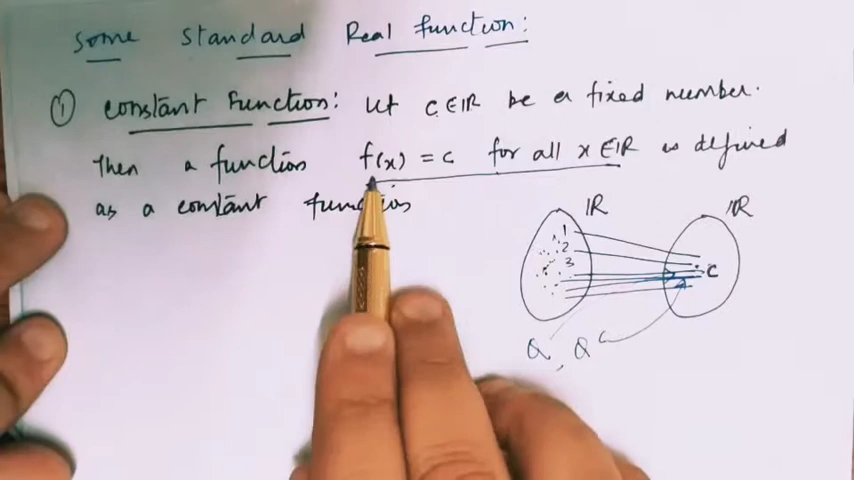 Some Standard Real function:
① Constant Function: Let c ∈ ℝ be a fixed number.
Then a function f(x) = c for all x ∈ ℝ is defined
as a constant function
ℝ ℝ
1
2
3
c
Q, Qᶜ